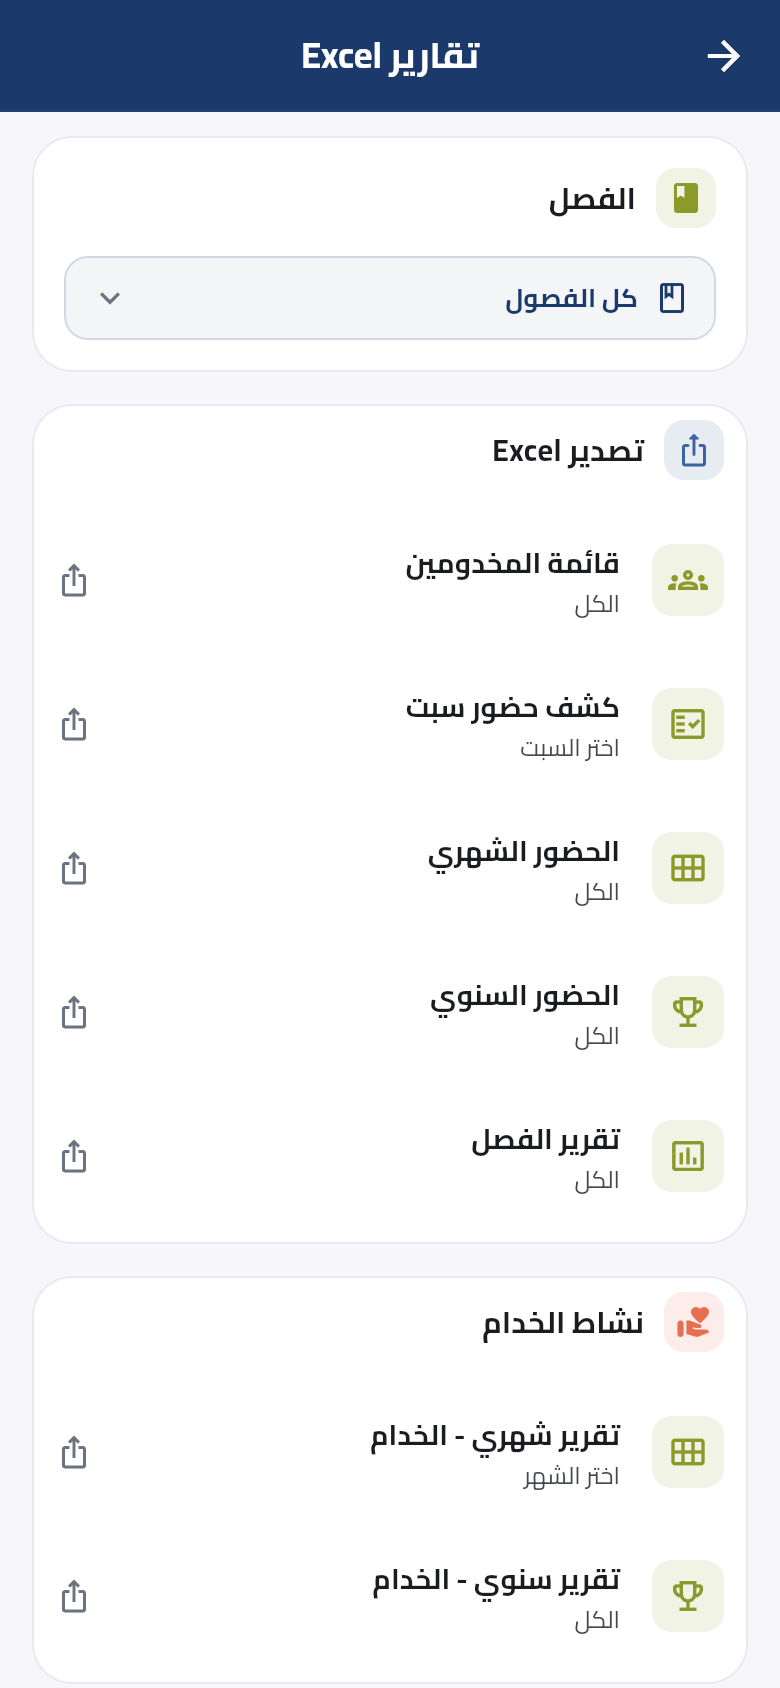 تقارير Excel
الفصل
كل الفصول
تصدير Excel
قائمة المخدومين
الكل
كشف حضور سبت
اختر السبت
الحضور الشهري
الكل
الحضور السنوي
الكل
تقرير الفصل
الكل
نشاط الخدام
تقرير شهري - الخدام
اختر الشهر
تقرير سنوي - الخدام
الكل